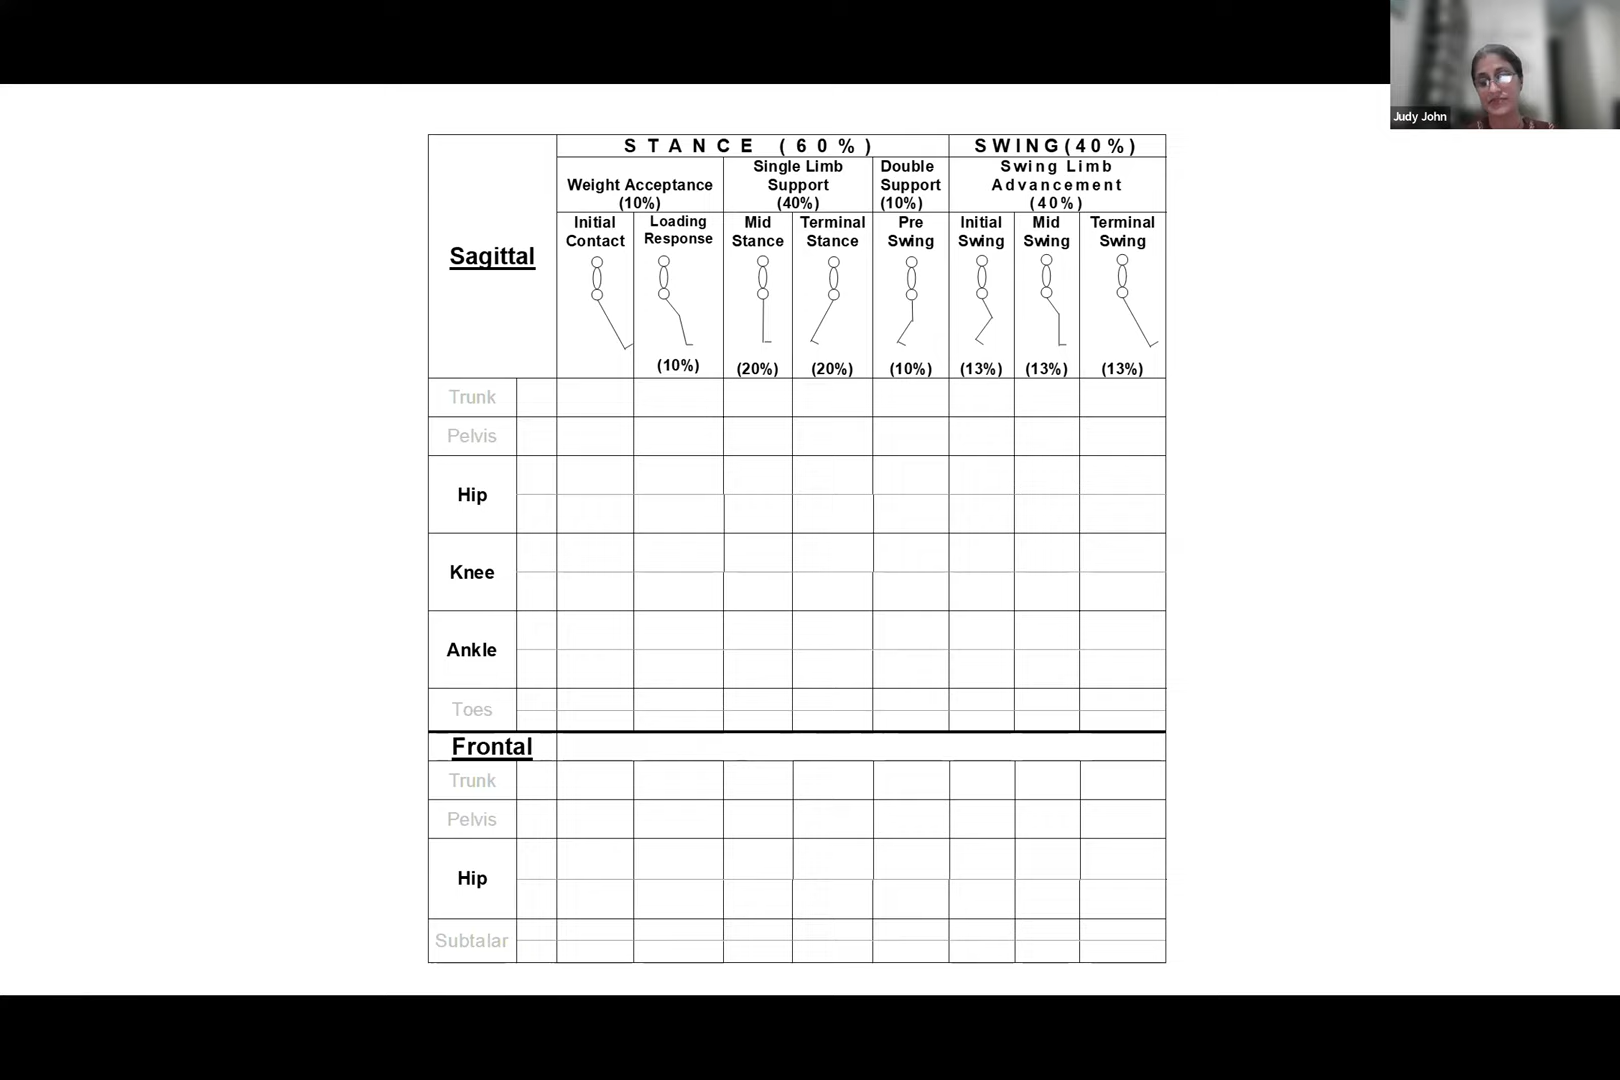 Judy John
STANCE (60%)
SWING(40%)
Weight Acceptance
(10%)
Single Limb
Support
(40%)
Double
Support
(10%)
Swing Limb
Advancement
(40%)
Sagittal
Initial
Contact
Loading
Response
(10%)
Mid
Stance
(20%)
Terminal
Stance
(20%)
Pre
Swing
(10%)
Initial
Swing
(13%)
Mid
Swing
(13%)
Terminal
Swing
(13%)
Trunk
Pelvis
Hip
Knee
Ankle
Toes
Frontal
Trunk
Pelvis
Hip
Subtalar